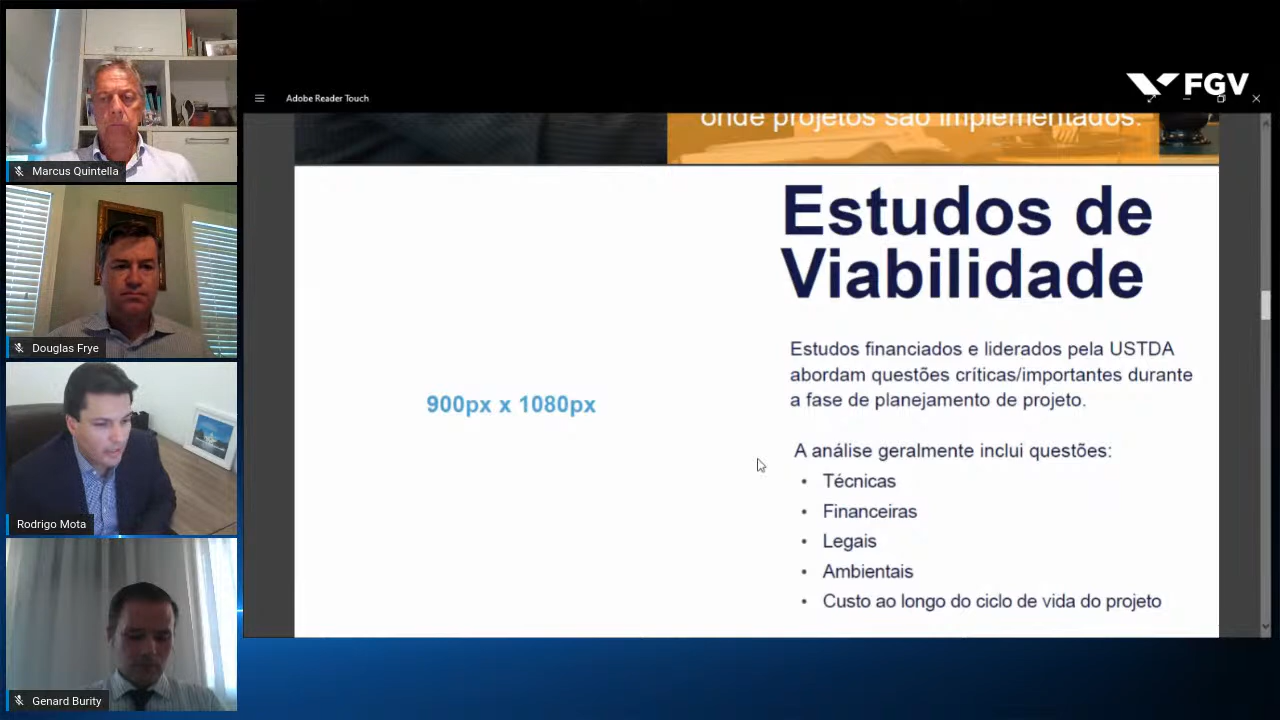 FGV
Adobe Reader Touch
onde projetos são implementados.
Estudos de
Viabilidade
Estudos financiados e liderados pela USTDA
abordam questões críticas/importantes durante
a fase de planejamento de projeto.
900px x 1080px
A análise geralmente inclui questões:
• Técnicas
• Financeiras
• Legais
• Ambientais
• Custo ao longo do ciclo de vida do projeto
Marcus Quintella
Douglas Frye
Rodrigo Mota
Genard Burity